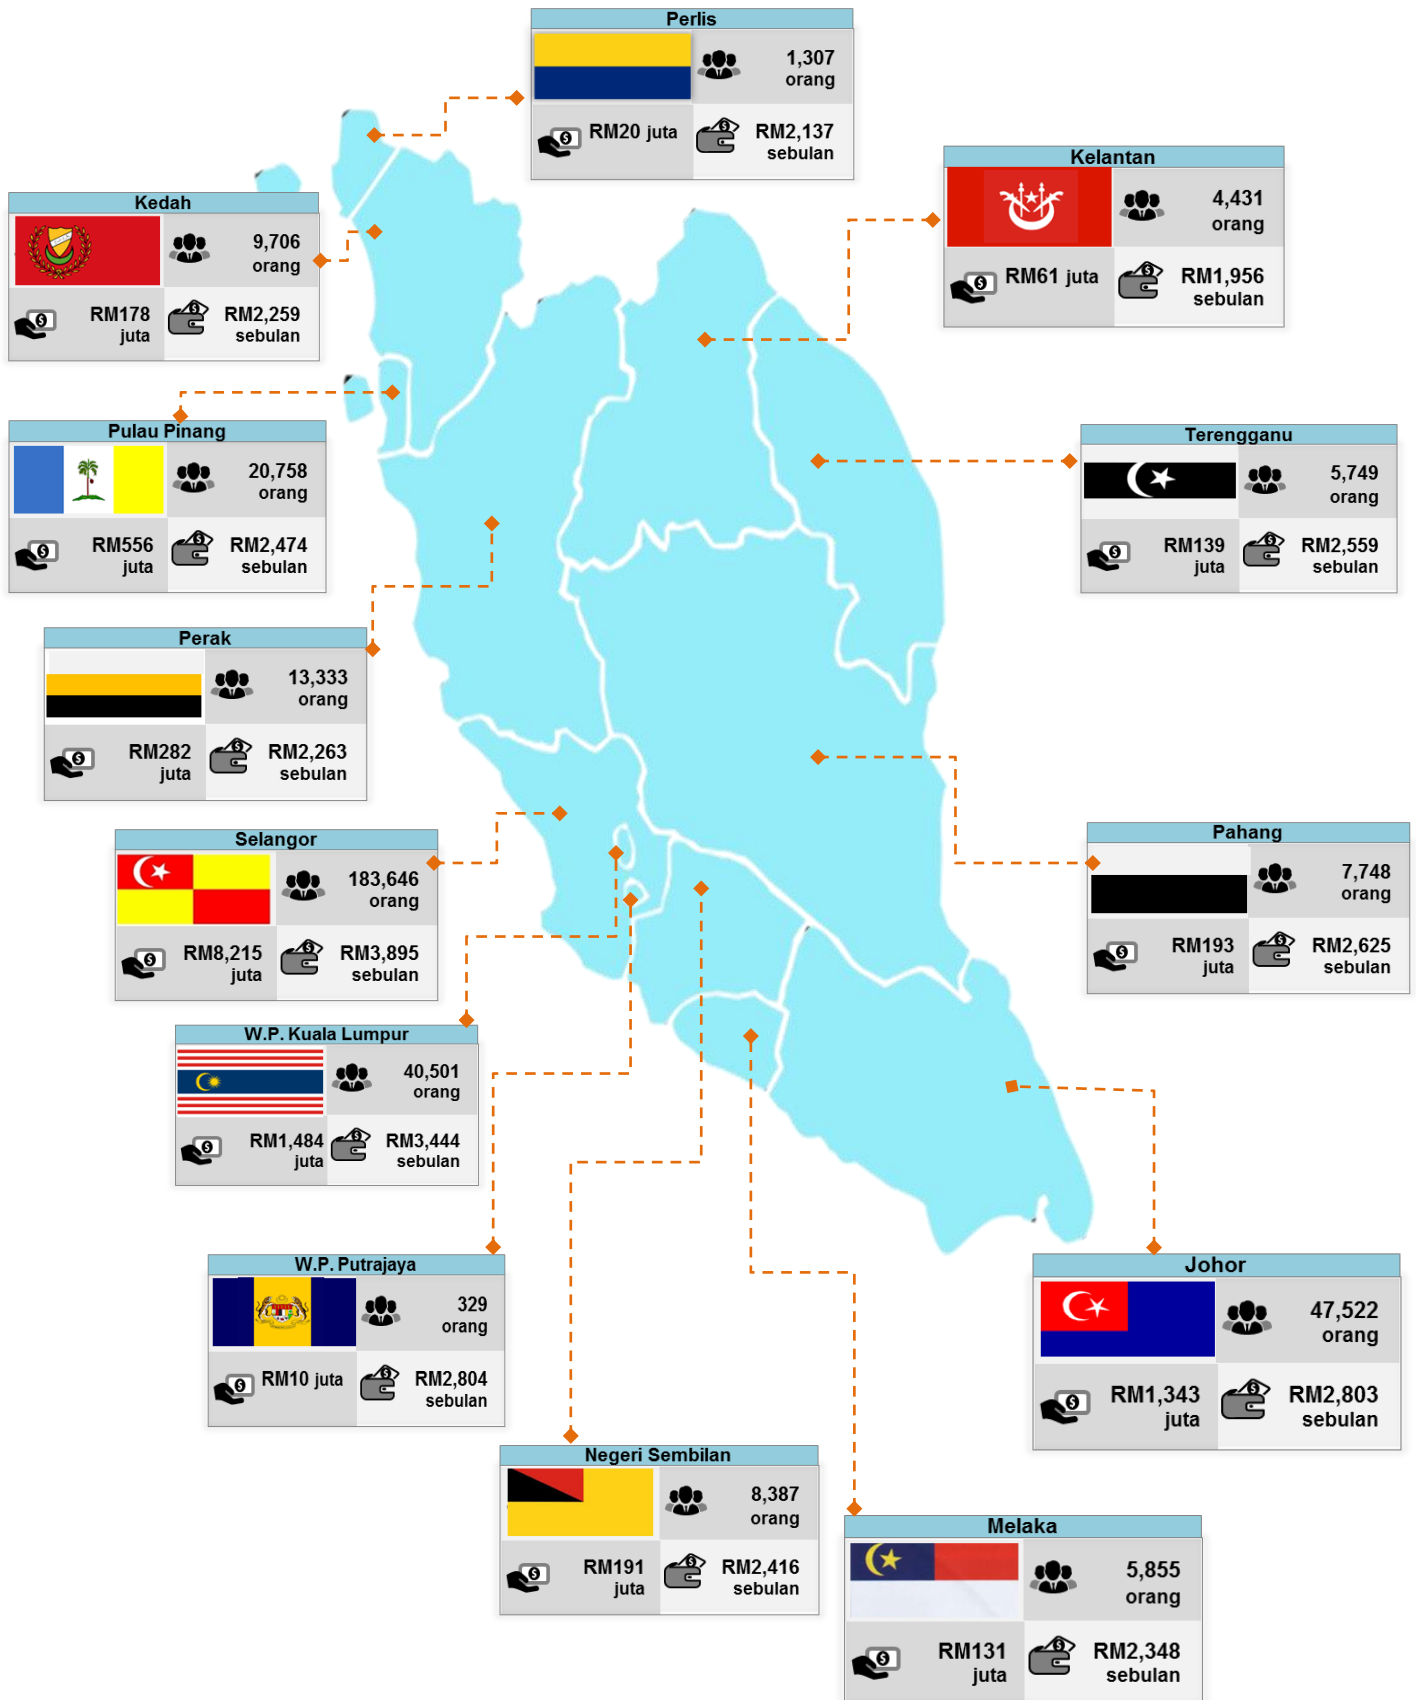 Perlis
1,307
orang
RM20 juta
RM2,137
sebulan
Kelantan
4,431
orang
RM61 juta
RM1,956
sebulan
Kedah
9,706
orang
RM178
juta
RM2,259
sebulan
Pulau Pinang
20,758
orang
RM556
juta
RM2,474
sebulan
Terengganu
5,749
orang
RM139
juta
RM2,559
sebulan
Perak
13,333
orang
RM282
juta
RM2,263
sebulan
Selangor
183,646
orang
RM8,215
juta
RM3,895
sebulan
Pahang
7,748
orang
RM193
juta
RM2,625
sebulan
W.P. Kuala Lumpur
40,501
orang
RM1,484
juta
RM3,444
sebulan
W.P. Putrajaya
329
orang
RM10 juta
RM2,804
sebulan
Johor
47,522
orang
RM1,343
juta
RM2,803
sebulan
Negeri Sembilan
8,387
orang
RM191
juta
RM2,416
sebulan
Melaka
5,855
orang
RM131
juta
RM2,348
sebulan